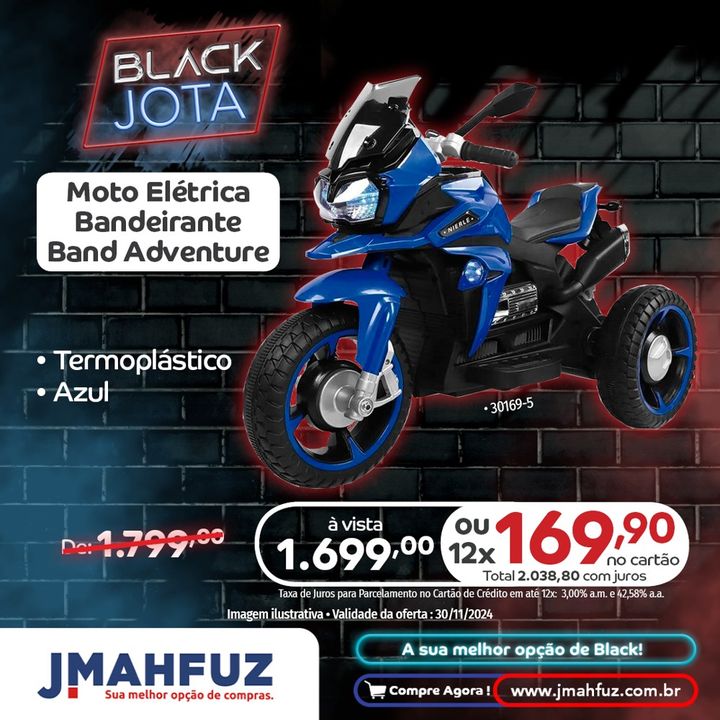 BLACK
JOTA
Moto Elétrica
Bandeirante
Band Adventure
• Termoplástico
• Azul
NIERLE
• 30169-5
De: 1.799,00
à vista
1.699,00
ou
12x 169,90
no cartão
Total 2.038,80 com juros
Taxa de Juros para Parcelamento no Cartão de Crédito em até 12x: 3,00% a.m. e 42,58% a.a.
Imagem ilustrativa • Validade da oferta : 30/11/2024
JMAHFUZ
Sua melhor opção de compras.
A sua melhor opção de Black!
Compre Agora !
www.jmahfuz.com.br